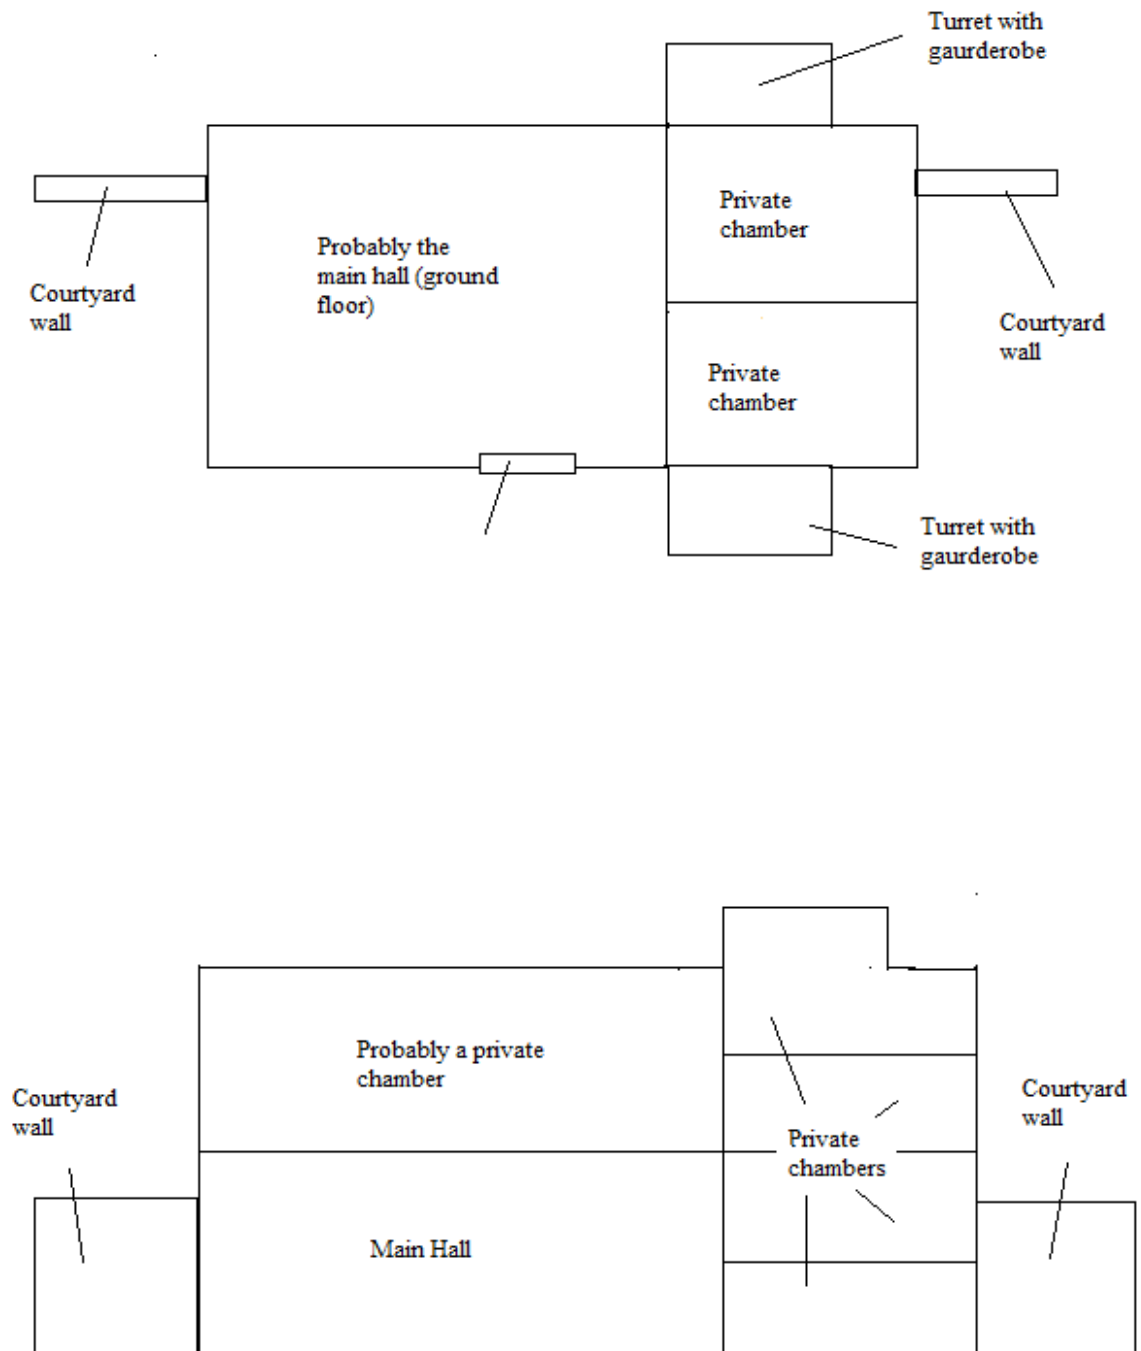 Turret with
gaurderobe
Private
chamber
Probably the
main hall (ground
floor)
Courtyard
wall
Courtyard
wall
Private
chamber
Turret with
gaurderobe
Probably a private
chamber
Courtyard
wall
Courtyard
wall
Private
chambers
Main Hall